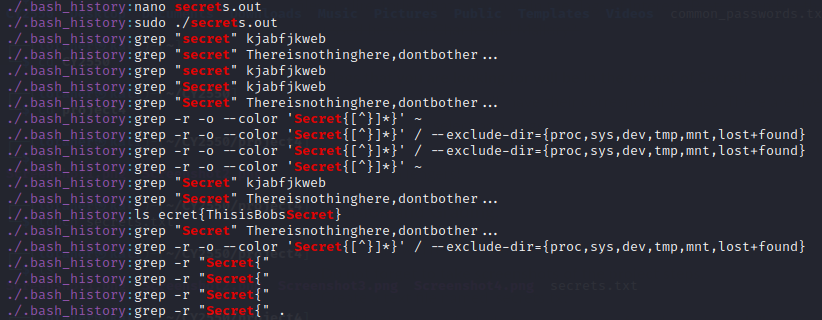 ./.bash_history:nano secrets.out
./.bash_history:sudo ./secrets.out
./.bash_history:grep "secret" kjabfjkweb
./.bash_history:grep "secret" Thereisnothinghere,dontbother...
./.bash_history:grep "secret" kjabfjkweb
./.bash_history:grep "Secret" kjabfjkweb
./.bash_history:grep "Secret" Thereisnothinghere,dontbother...
./.bash_history:grep -r -o --color 'Secret{[^}]*}' ~
./.bash_history:grep -r -o --color 'Secret{[^}]*}' / --exclude-dir={proc,sys,dev,tmp,mnt,lost+found}
./.bash_history:grep -r -o --color 'Secret{[^}]*}' / --exclude-dir={proc,sys,dev,tmp,mnt,lost+found}
./.bash_history:grep -r -o --color 'Secret{[^}]*}' ~
./.bash_history:grep "Secret" kjabfjkweb
./.bash_history:grep "Secret" Thereisnothinghere,dontbother...
./.bash_history:ls ecret{ThisisBobsSecret}
./.bash_history:grep "Secret" Thereisnothinghere,dontbother...
./.bash_history:grep -r -o --color 'Secret{[^}]*}' / --exclude-dir={proc,sys,dev,tmp,mnt,lost+found}
./.bash_history:grep -r "Secret{"
./.bash_history:grep -r "Secret{"
./.bash_history:grep -r "Secret{"
./.bash_history:grep -r "Secret{" .